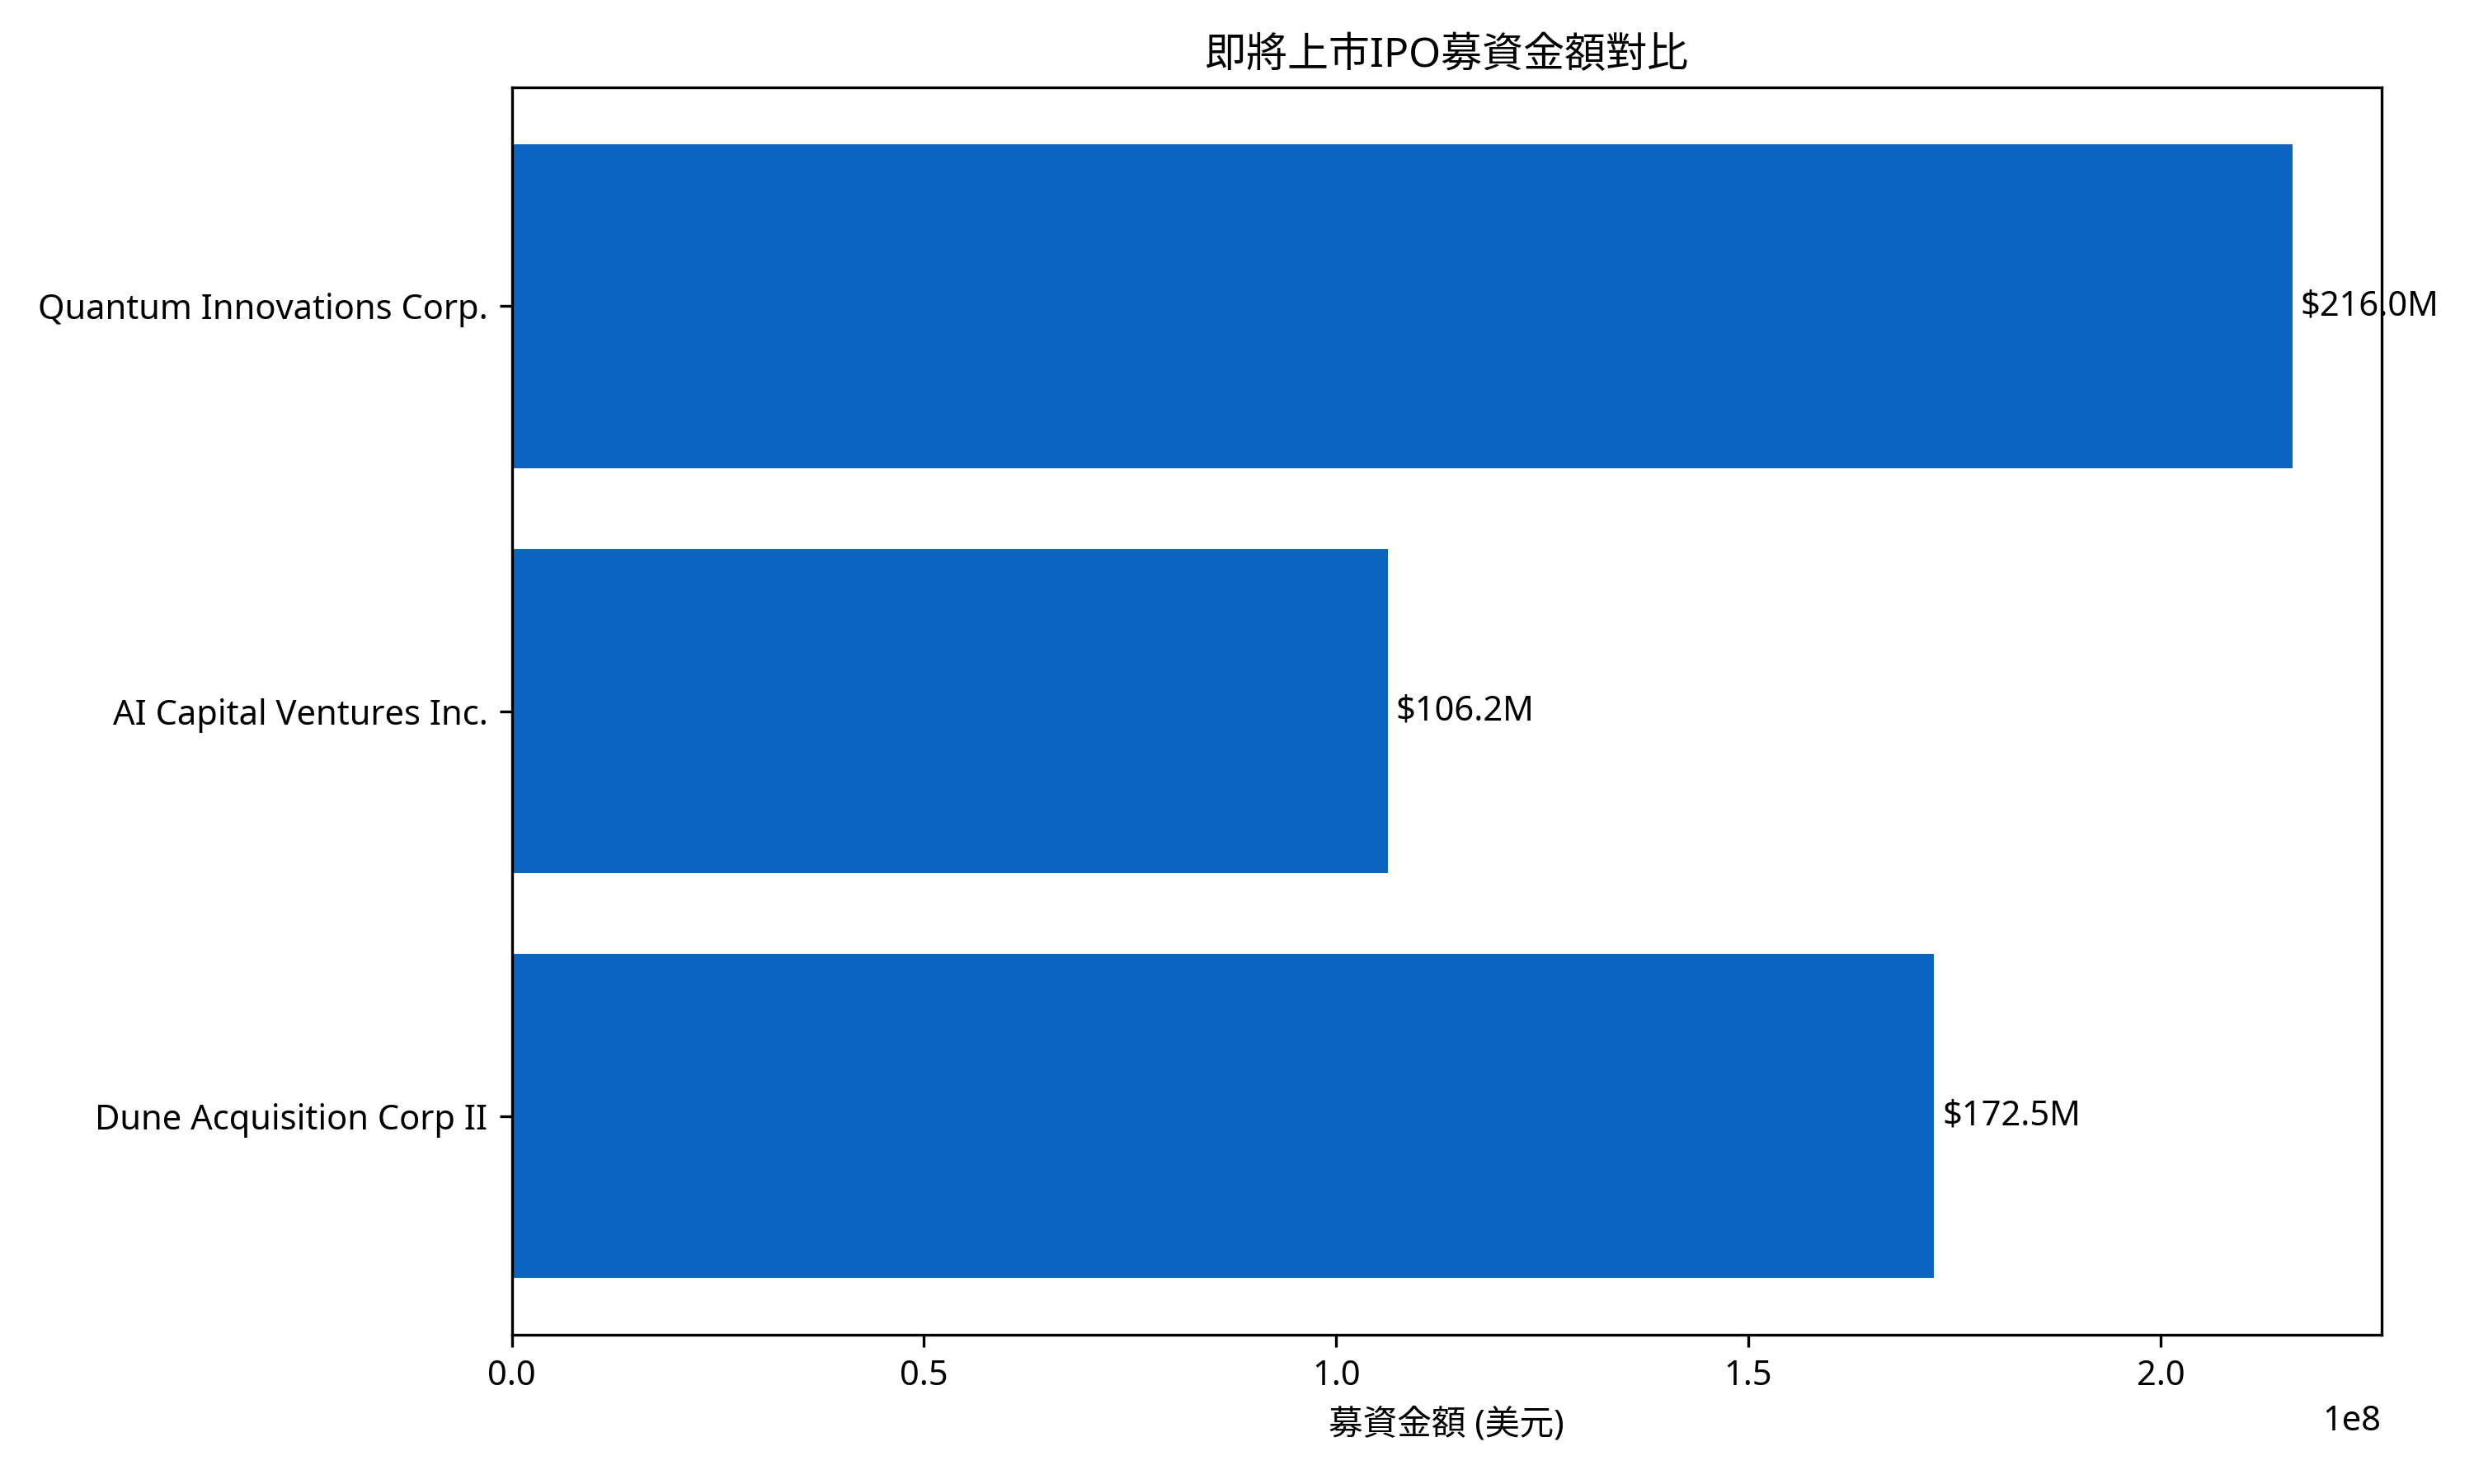 即將上市IPO募資金額對比
Quantum Innovations Corp.
$216.0M
AI Capital Ventures Inc.
$106.2M
Dune Acquisition Corp II
$172.5M
0.0 0.5 1.0 1.5 2.0
募資金額 (美元)
1e8